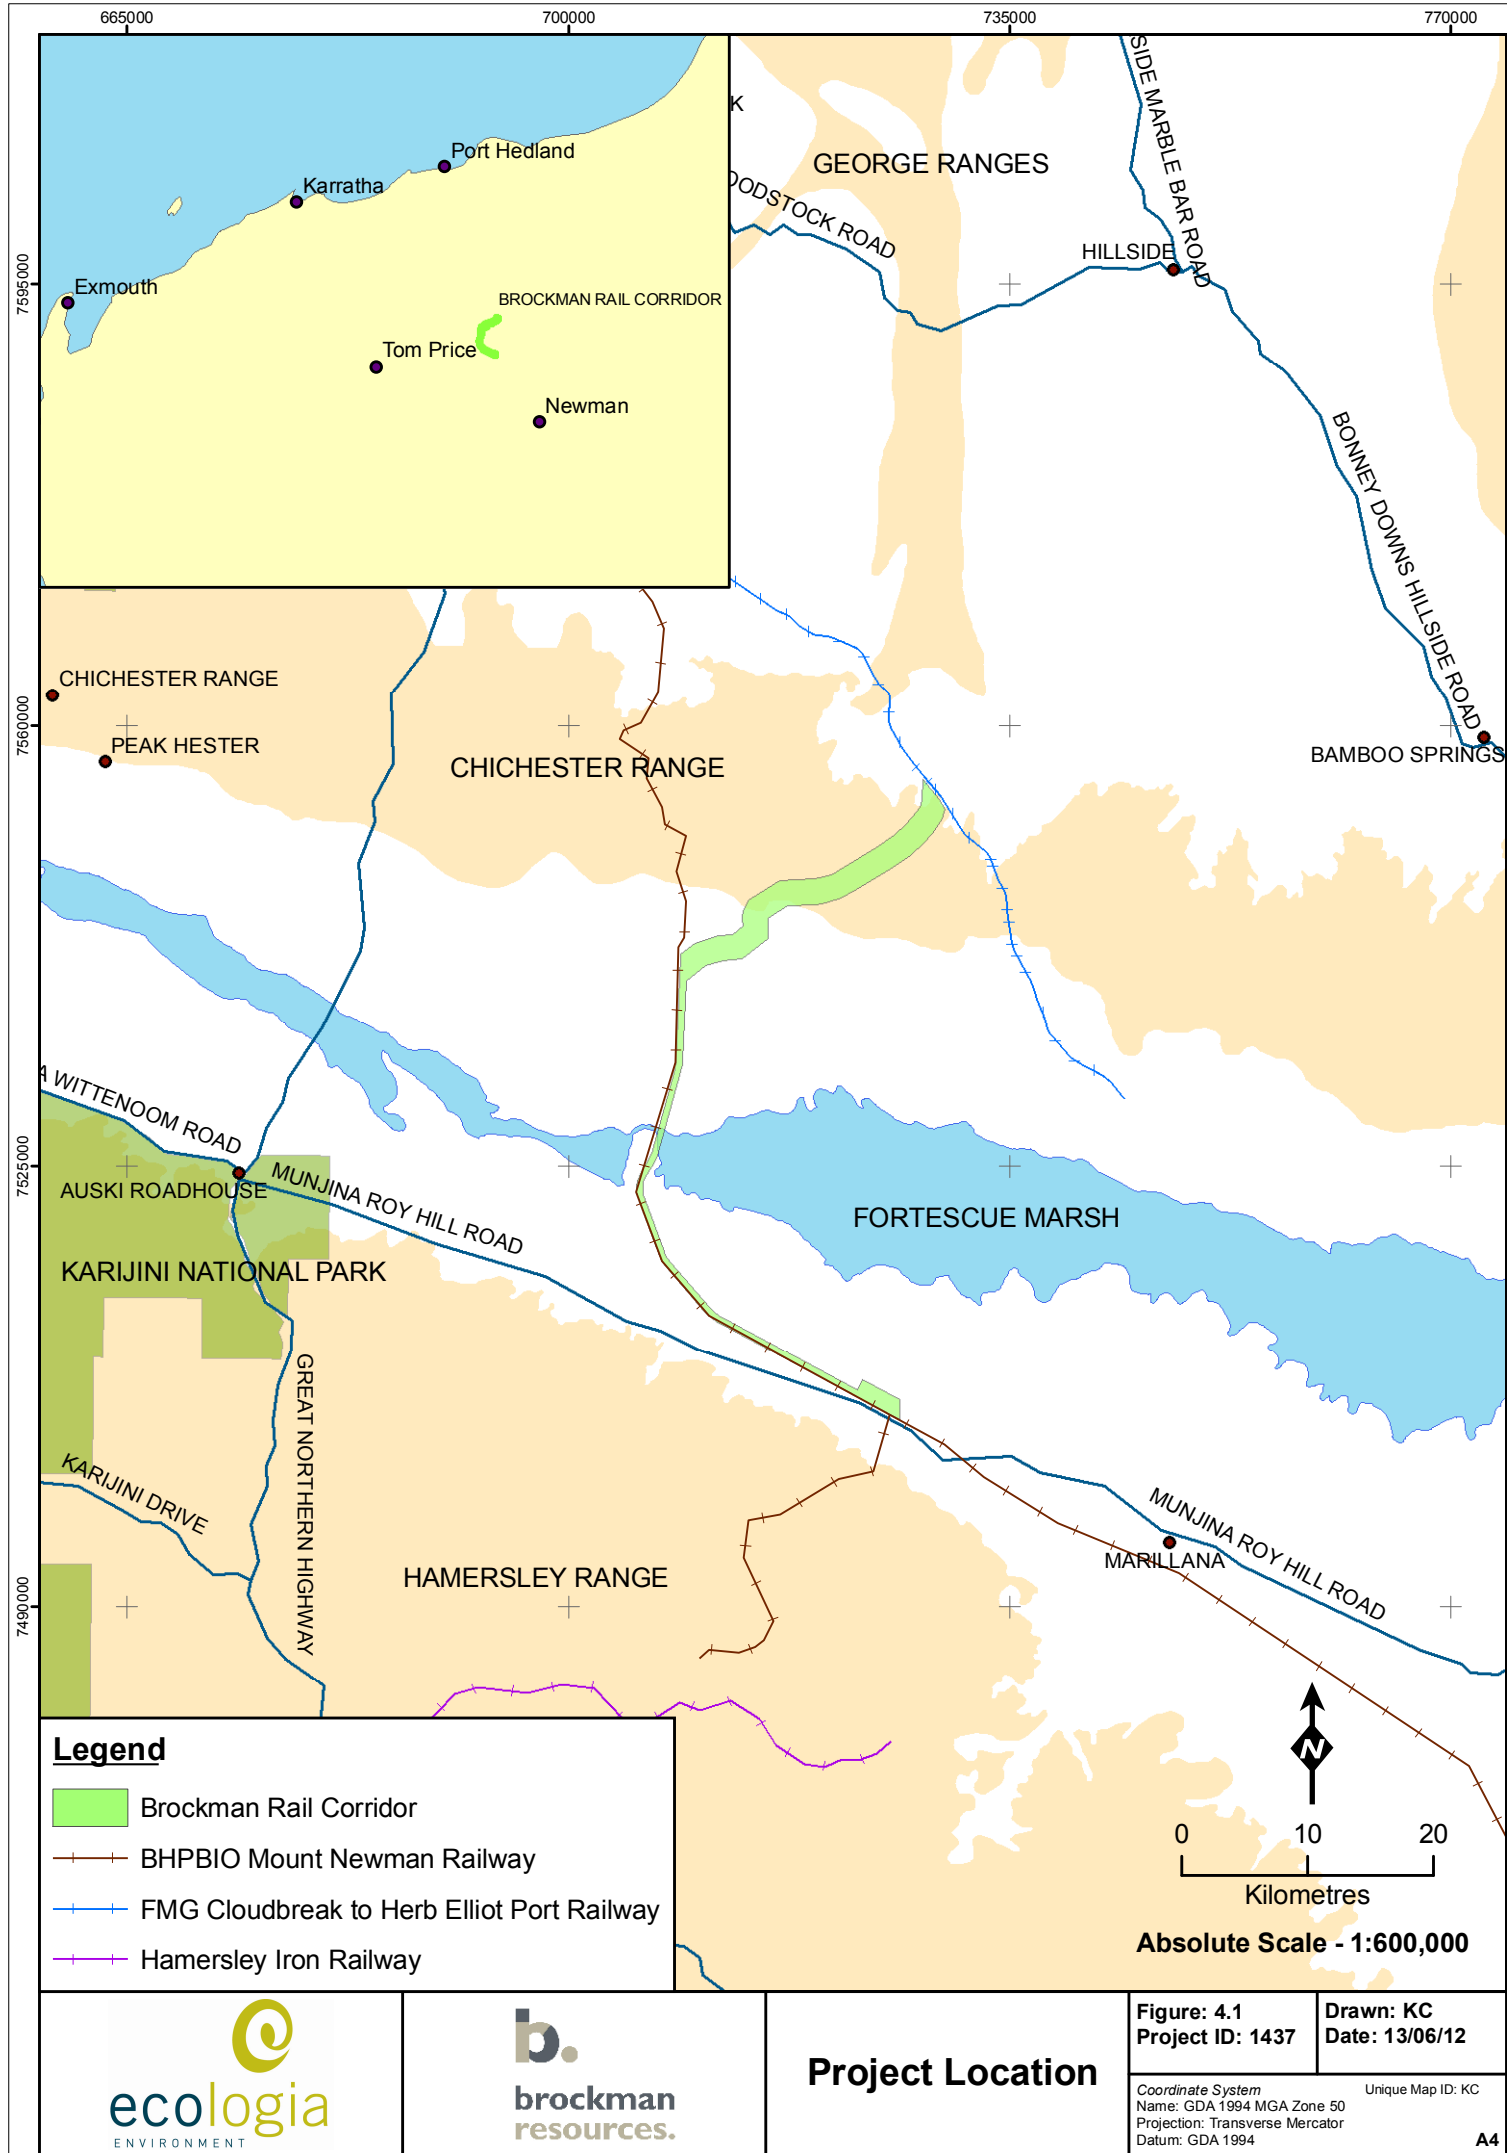 665000
700000
735000
770000
7595000
7560000
7525000
7490000
Port Hedland
Karratha
Exmouth
BROCKMAN RAIL CORRIDOR
Tom Price
Newman
K
GEORGE RANGES
SIDE MARBLE BAR ROAD
OODSTOCK ROAD
HILLSIDE
BONNEY DOWNS HILLSIDE ROAD
BAMBOO SPRINGS
CHICHESTER RANGE
PEAK HESTER
CHICHESTER RANGE
A WITTENOOM ROAD
AUSKI ROADHOUSE
MUNJINA ROY HILL ROAD
FORTESCUE MARSH
KARIJINI NATIONAL PARK
GREAT NORTHERN HIGHWAY
KARIJINI DRIVE
HAMERSLEY RANGE
MARILLANA
MUNJINA ROY HILL ROAD
N
0 10 20
Kilometres
Absolute Scale - 1:600,000
Legend
Brockman Rail Corridor
BHPBIO Mount Newman Railway
FMG Cloudbreak to Herb Elliot Port Railway
Hamersley Iron Railway
ecologia
ENVIRONMENT
b.
brockman
resources.
Project Location
Figure: 4.1
Project ID: 1437
Drawn: KC
Date: 13/06/12
Coordinate System
Name: GDA 1994 MGA Zone 50
Projection: Transverse Mercator
Datum: GDA 1994
Unique Map ID: KC
A4